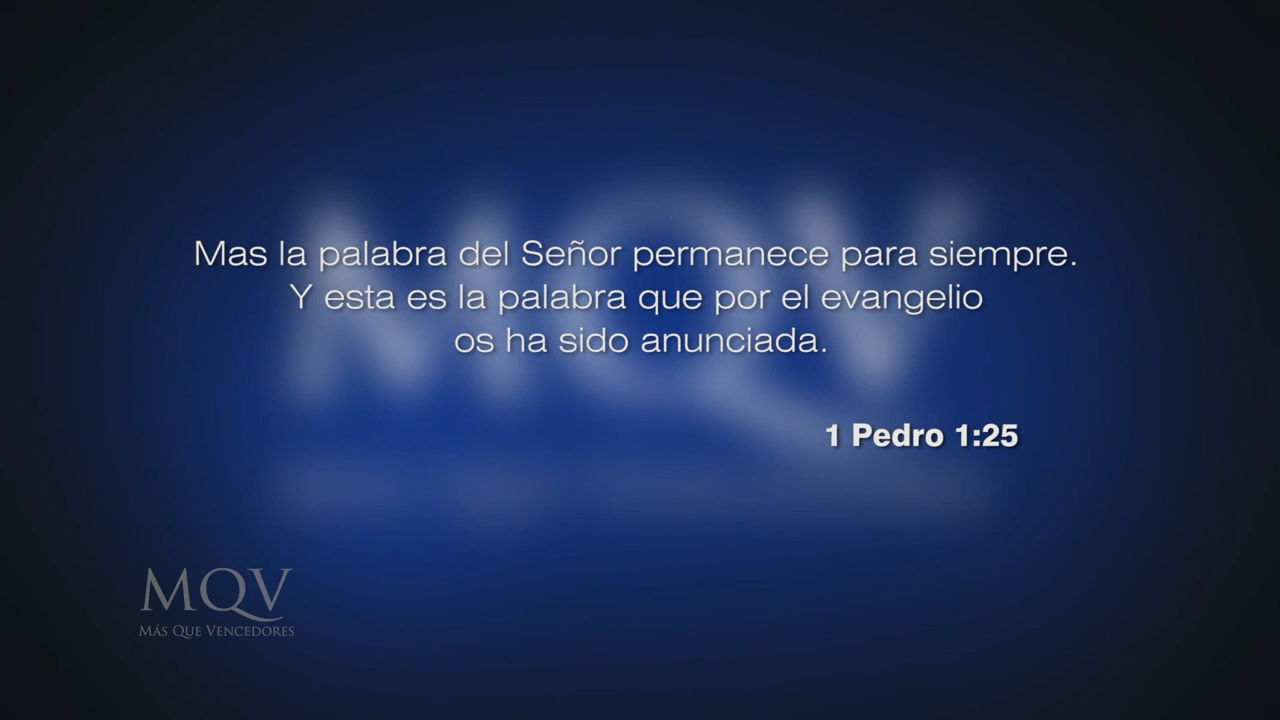 Mas la palabra del Señor permanece para siempre.
Y esta es la palabra que por el evangelio
os ha sido anunciada.
1 Pedro 1:25
MQV
MÁS QUE VENCEDORES